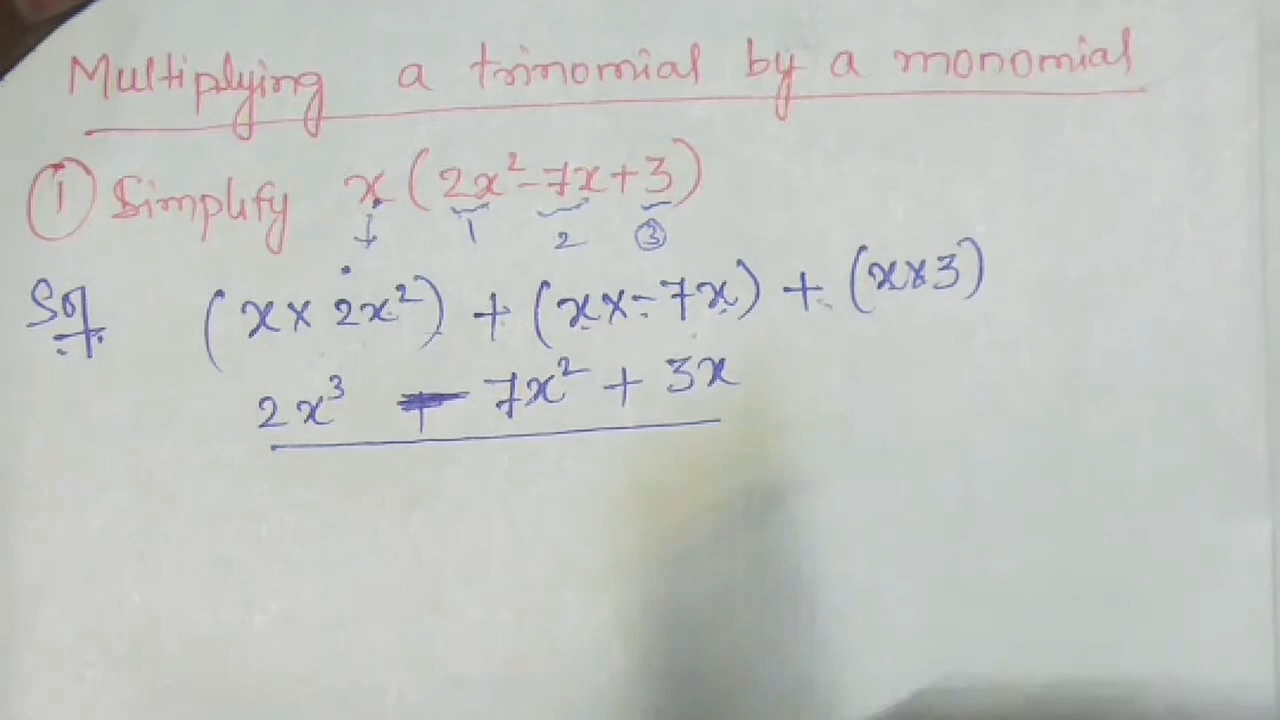 Multiplying a trinomial by a monomial
① Simplify x (2x² - 7x + 3)
↓ 1 2 ③
Sol (x × 2x²) + (x × - 7x) + (x × 3)
2x³ - 7x² + 3x